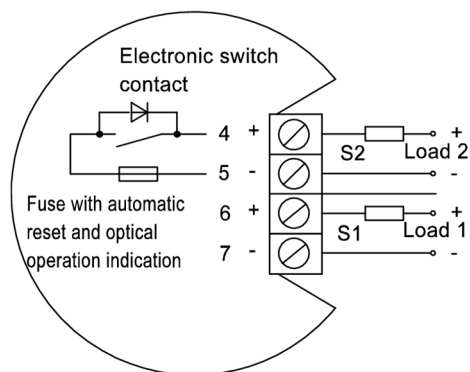 Electronic switch
contact
4 + S2 Load 2 +
5 - -
Fuse with automatic
reset and optical
operation indication
6 + S1 Load 1 +
7 - -